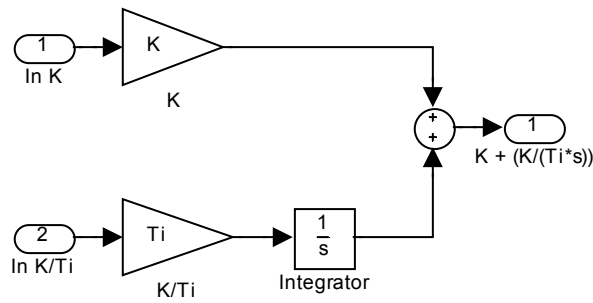 1
In K
K
K
+
+
1
K + (K/(Ti*s))
2
In K/Ti
Ti
K/Ti
1
s
Integrator